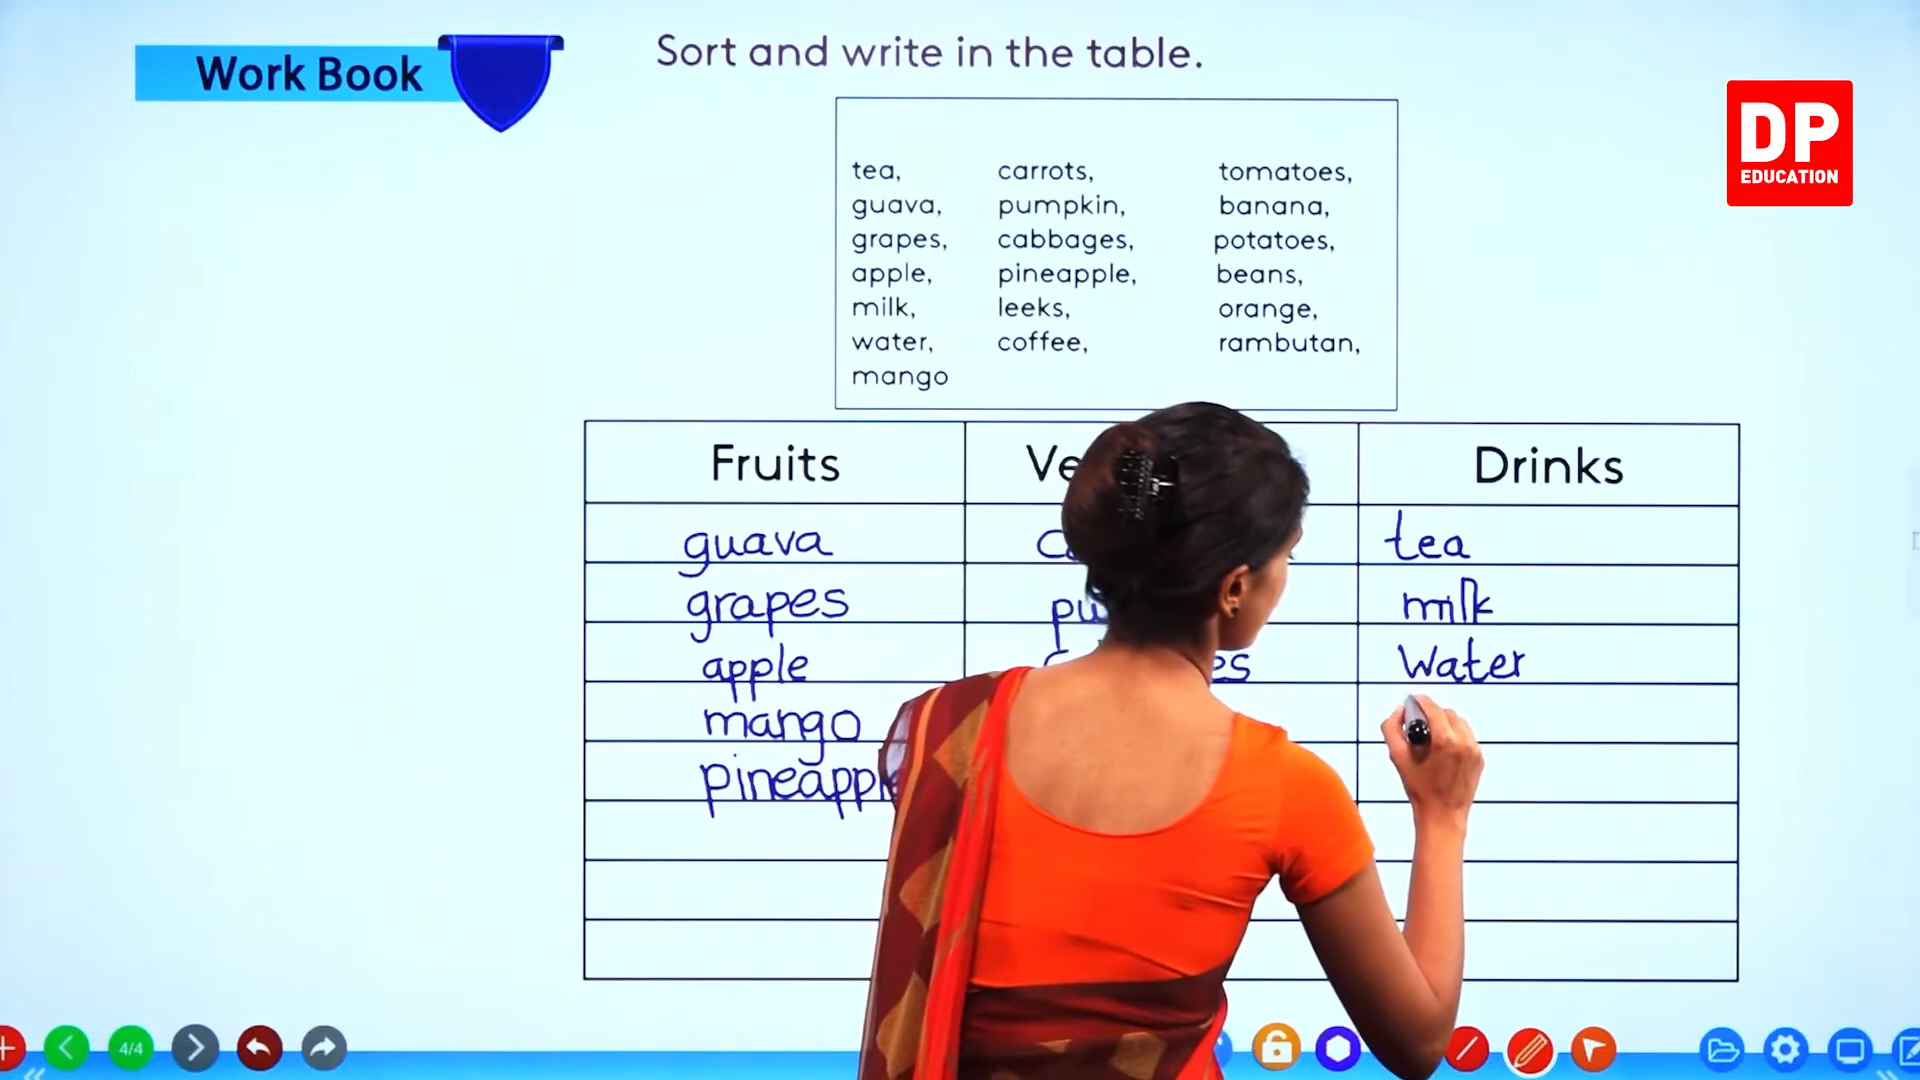 Work Book
Sort and write in the table.
DP
EDUCATION
tea, carrots, tomatoes,
guava, pumpkin, banana,
grapes, cabbages, potatoes,
apple, pineapple, beans,
milk, leeks, orange,
water, coffee, rambutan,
mango
Fruits Drinks
guava tea
grapes milk
apple Water
mango
pineapple
4/4